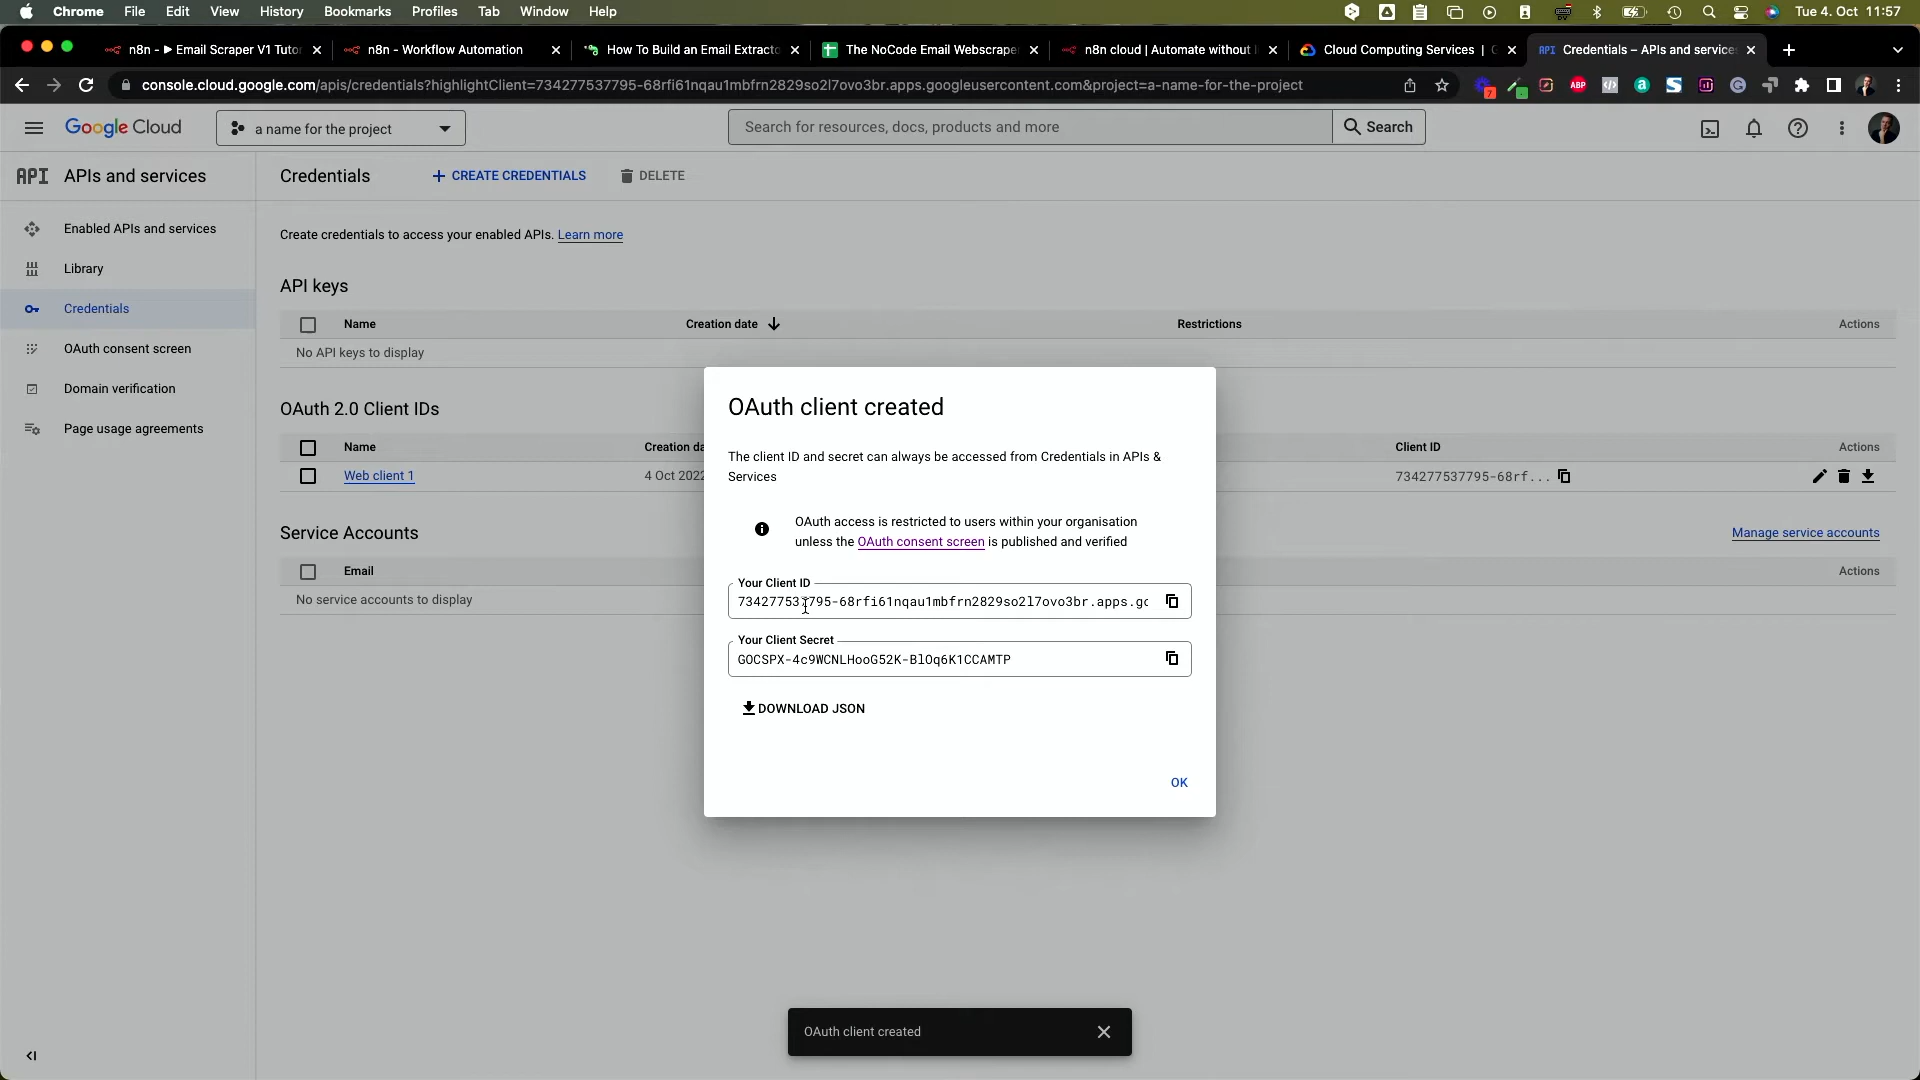 Chrome File Edit View History Bookmarks Profiles Tab Window Help
Tue 4. Oct 11:57
n8n - ▶ Email Scraper V1 Tutor
n8n - Workflow Automation
How To Build an Email Extracto
The NoCode Email Webscraper
n8n cloud | Automate without l
Cloud Computing Services | G
API Credentials – APIs and services
console.cloud.google.com/apis/credentials?highlightClient=734277537795-68rfi61nqau1mbfrn2829so2l7ovo3br.apps.googleusercontent.com&project=a-name-for-the-project
7
ABP
Google Cloud
a name for the project
Search for resources, docs, products and more
Search
API APIs and services
Credentials
CREATE CREDENTIALS
DELETE
Enabled APIs and services
Library
Credentials
OAuth consent screen
Domain verification
Page usage agreements
Create credentials to access your enabled APIs. Learn more
API keys
Name Creation date Restrictions Actions
No API keys to display
OAuth 2.0 Client IDs
Name Creation da Client ID Actions
Web client 1 4 Oct 2022 734277537795-68rf...
Service Accounts
Manage service accounts
Email Actions
No service accounts to display
OAuth client created
The client ID and secret can always be accessed from Credentials in APIs &
Services
OAuth access is restricted to users within your organisation
unless the OAuth consent screen is published and verified
Your Client ID
734277537795-68rfi61nqau1mbfrn2829so2l7ovo3br.apps.go
Your Client Secret
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
DOWNLOAD JSON
OK
OAuth client created